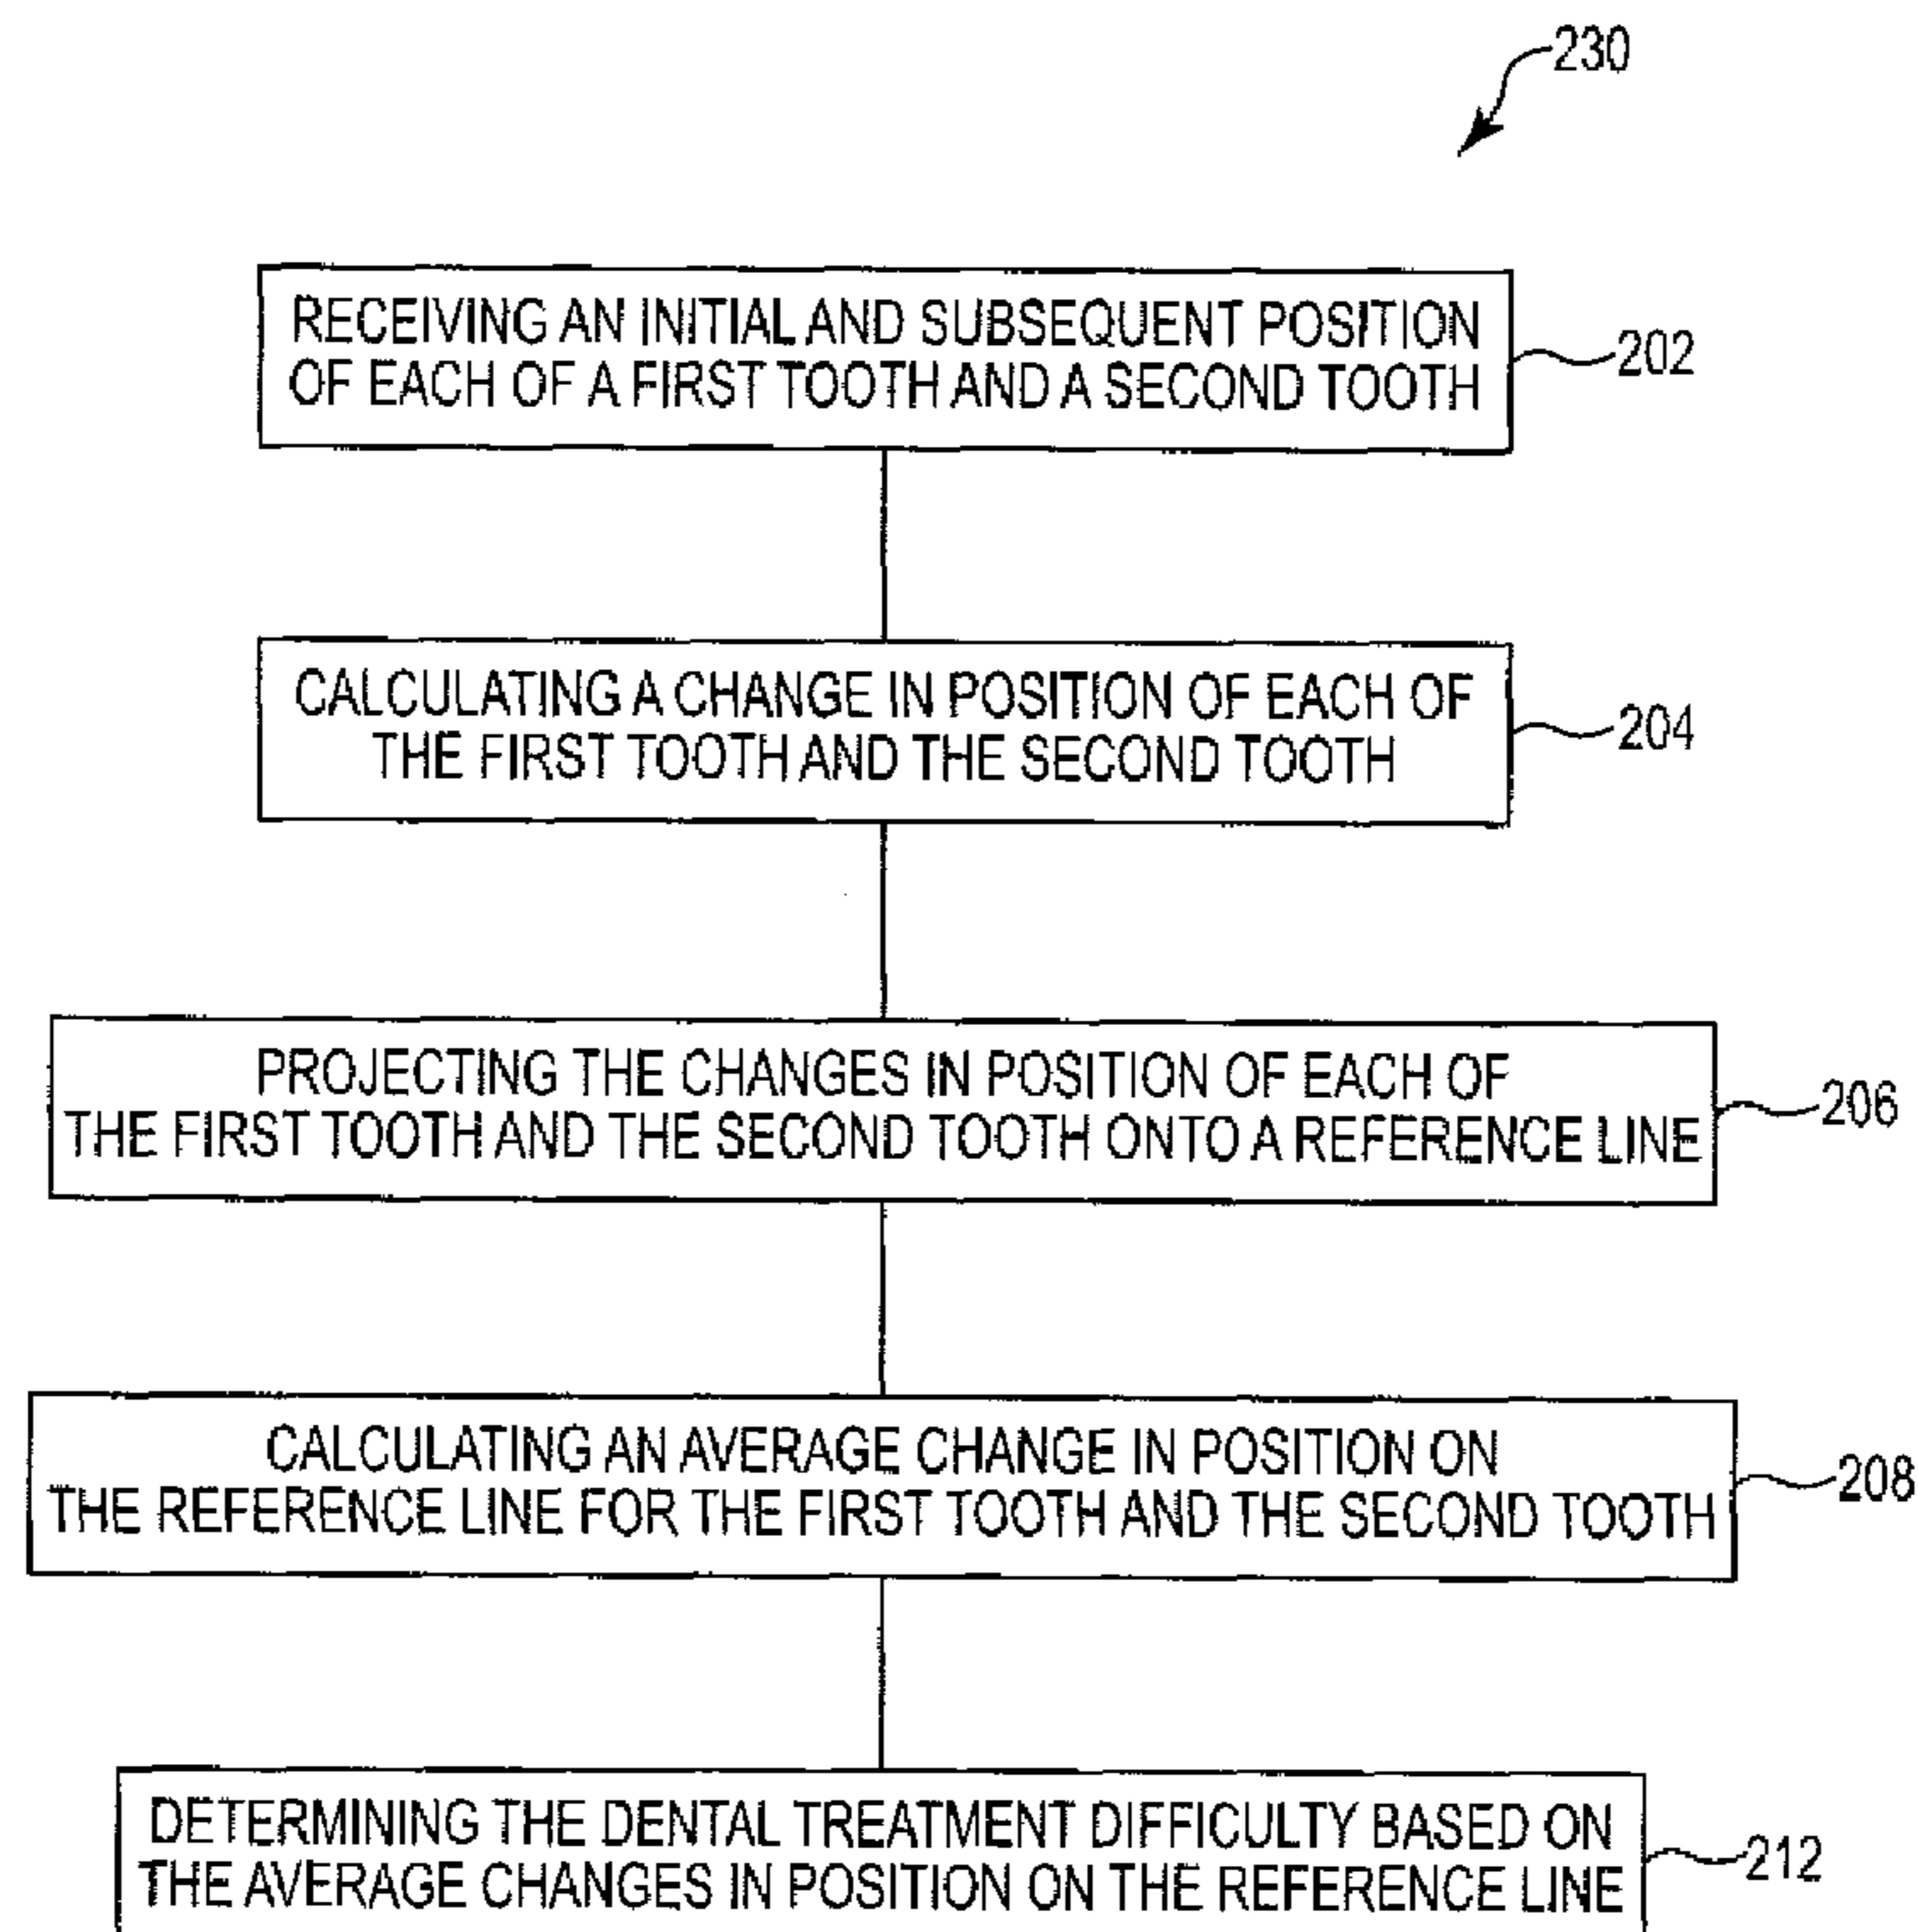 230
RECEIVING AN INITIAL AND SUBSEQUENT POSITION
OF EACH OF A FIRST TOOTH AND A SECOND TOOTH
202
CALCULATING A CHANGE IN POSITION OF EACH OF
THE FIRST TOOTH AND THE SECOND TOOTH
204
PROJECTING THE CHANGES IN POSITION OF EACH OF
THE FIRST TOOTH AND THE SECOND TOOTH ONTO A REFERENCE LINE
206
CALCULATING AN AVERAGE CHANGE IN POSITION ON
THE REFERENCE LINE FOR THE FIRST TOOTH AND THE SECOND TOOTH
208
DETERMINING THE DENTAL TREATMENT DIFFICULTY BASED ON
THE AVERAGE CHANGES IN POSITION ON THE REFERENCE LINE
212